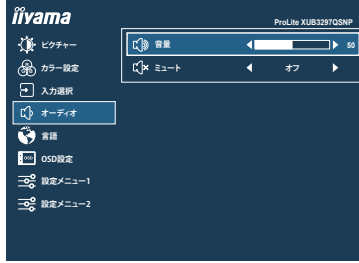 iiyama
ProLite XUB3297QSNP
ピクチャー
音量 50
カラー設定
ミュート オフ
入力選択
オーディオ
言語
OSD
OSD設定
設定メニュー1
設定メニュー2